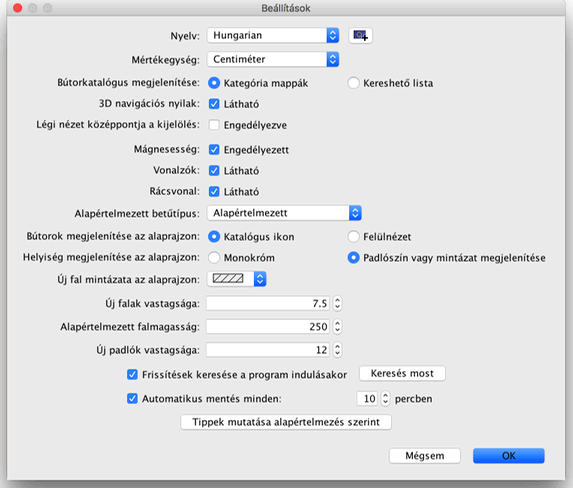 Beállítások
Nyelv: Hungarian
Mértékegység: Centiméter
Bútorkatalógus megjelenítése: Kategória mappák Kereshető lista
3D navigációs nyilak: Látható
Légi nézet középpontja a kijelölés: Engedélyezve
Mágnesesség: Engedélyezett
Vonalzók: Látható
Rácsvonal: Látható
Alapértelmezett betűtípus: Alapértelmezett
Bútorok megjelenítése az alaprajzon: Katalógus ikon Felülnézet
Helyiség megjelenítése az alaprajzon: Monokróm Padlószín vagy mintázat megjelenítése
Új fal mintázata az alaprajzon:
Új falak vastagsága: 7.5
Alapértelmezett falmagasság: 250
Új padlók vastagsága: 12
Frissítések keresése a program indulásakor Keresés most
Automatikus mentés minden: 10 percben
Tippek mutatása alapértelmezés szerint
Mégsem OK